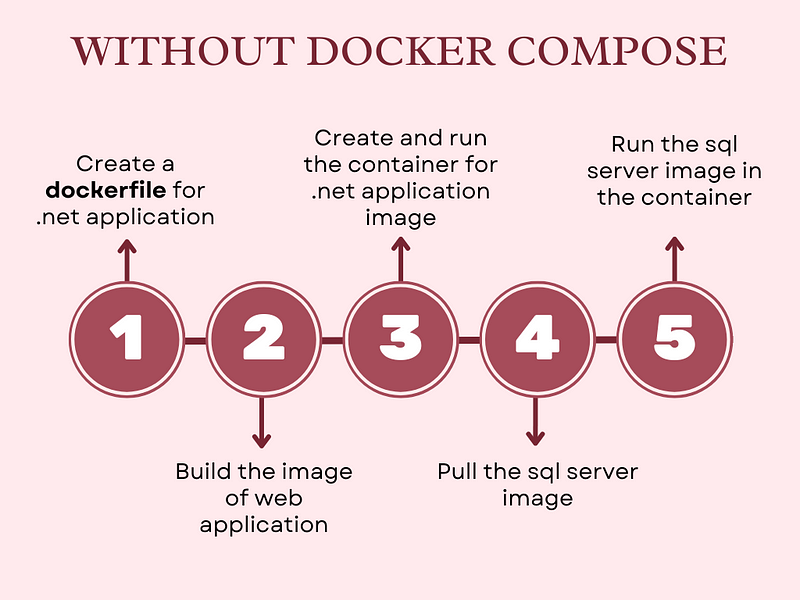 WITHOUT DOCKER COMPOSE
Create a
dockerfile for
.net application
Create and run
the container for
.net application
image
Run the sql
server image in
the container
1
2
3
4
5
Build the image
of web
application
Pull the sql server
image